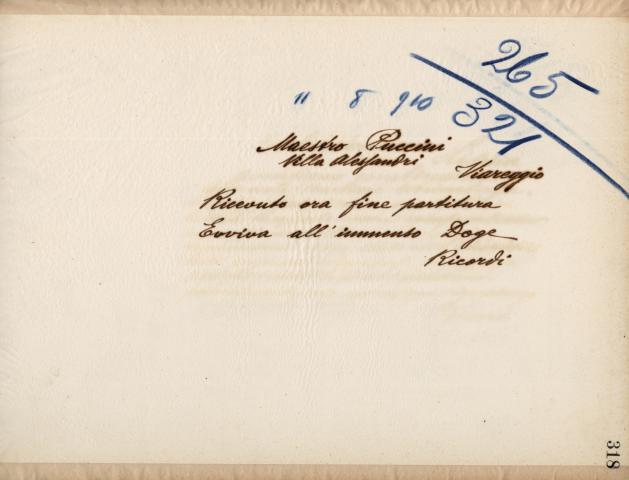 265
321
11 8 910
Maestro Puccini
Villa Alessandri Viareggio
Ricevuto ora fine partitura
Evviva all'immenso Doge
Ricordi
318